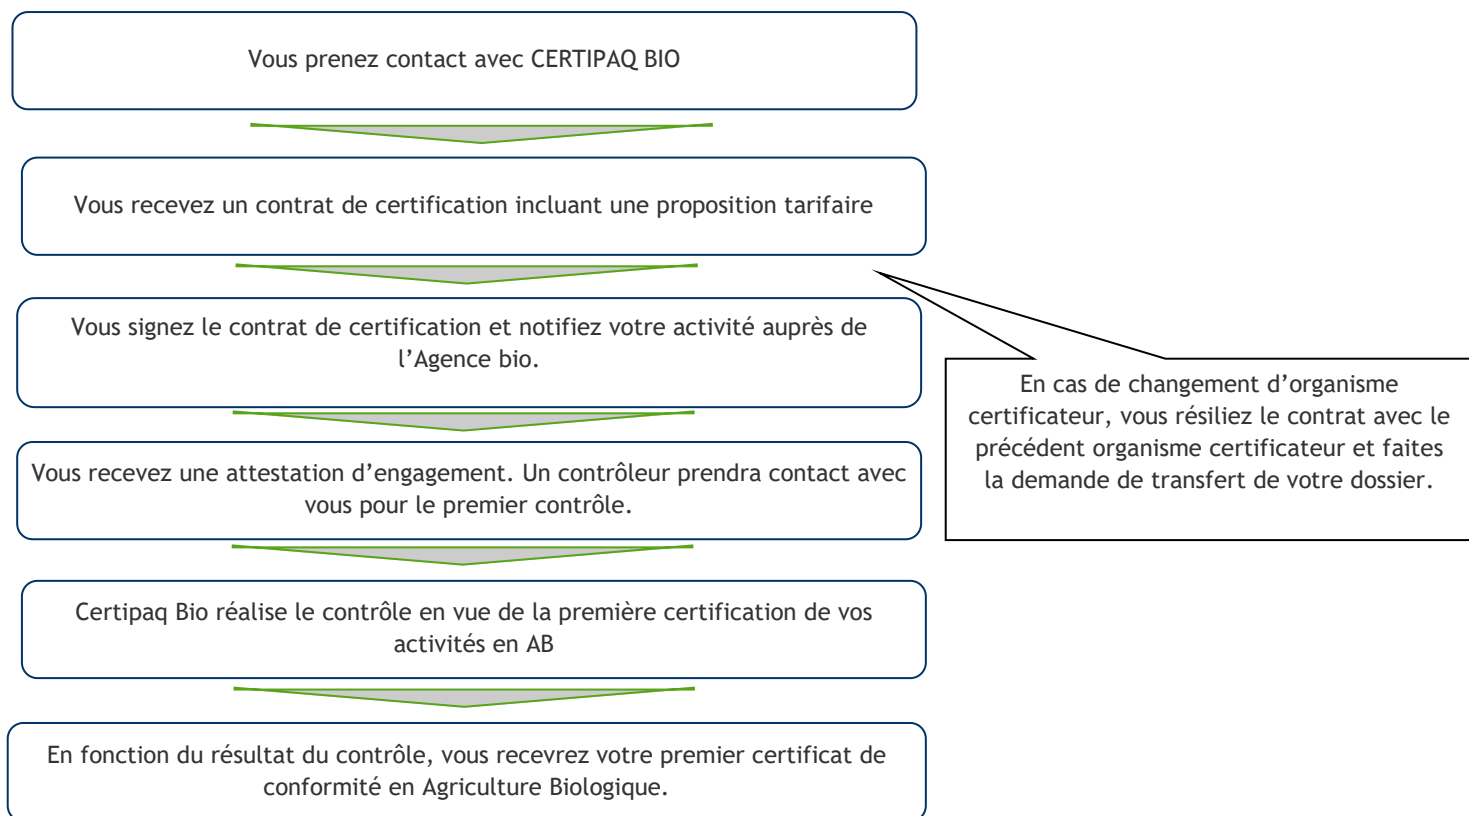 Vous prenez contact avec CERTIPAQ BIO
Vous recevez un contrat de certification incluant une proposition tarifaire
Vous signez le contrat de certification et notifiez votre activité auprès de
l’Agence bio.
En cas de changement d’organisme
certificateur, vous résiliez le contrat avec le
précédent organisme certificateur et faites
la demande de transfert de votre dossier.
Vous recevez une attestation d’engagement. Un contrôleur prendra contact avec
vous pour le premier contrôle.
Certipaq Bio réalise le contrôle en vue de la première certification de vos
activités en AB
En fonction du résultat du contrôle, vous recevrez votre premier certificat de
conformité en Agriculture Biologique.